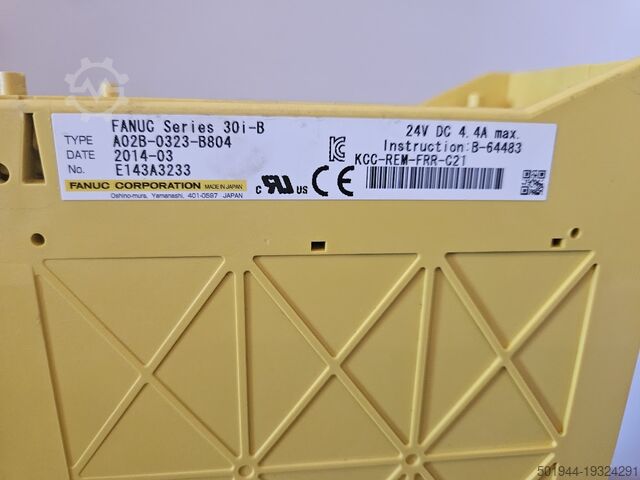 FANUC Series 30i-B
TYPE A02B-0323-B804
DATE 2014-03
No. E143A3233
FANUC CORPORATION MADE IN JAPAN
Oshino-mura, Yamanashi, 401-0597 JAPAN
24V DC 4.4A max.
Instruction:B-64483
KCC-REM-FRR-C21
c RU us CE
501944-19324291